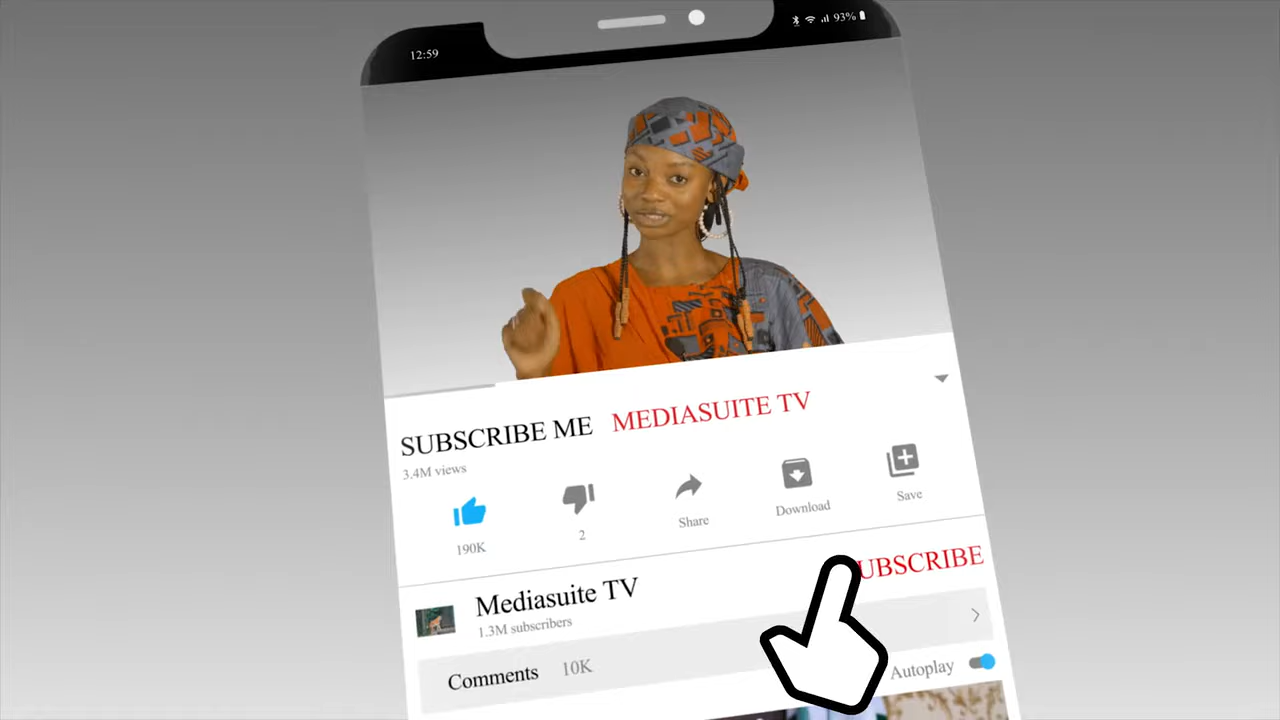 12:59
93%
SUBSCRIBE ME MEDIASUITE TV
3.4M views
190K
2
Share
Download
Save
Mediasuite TV
1.3M subscribers
UBSCRIBE
Comments 10K
Autoplay